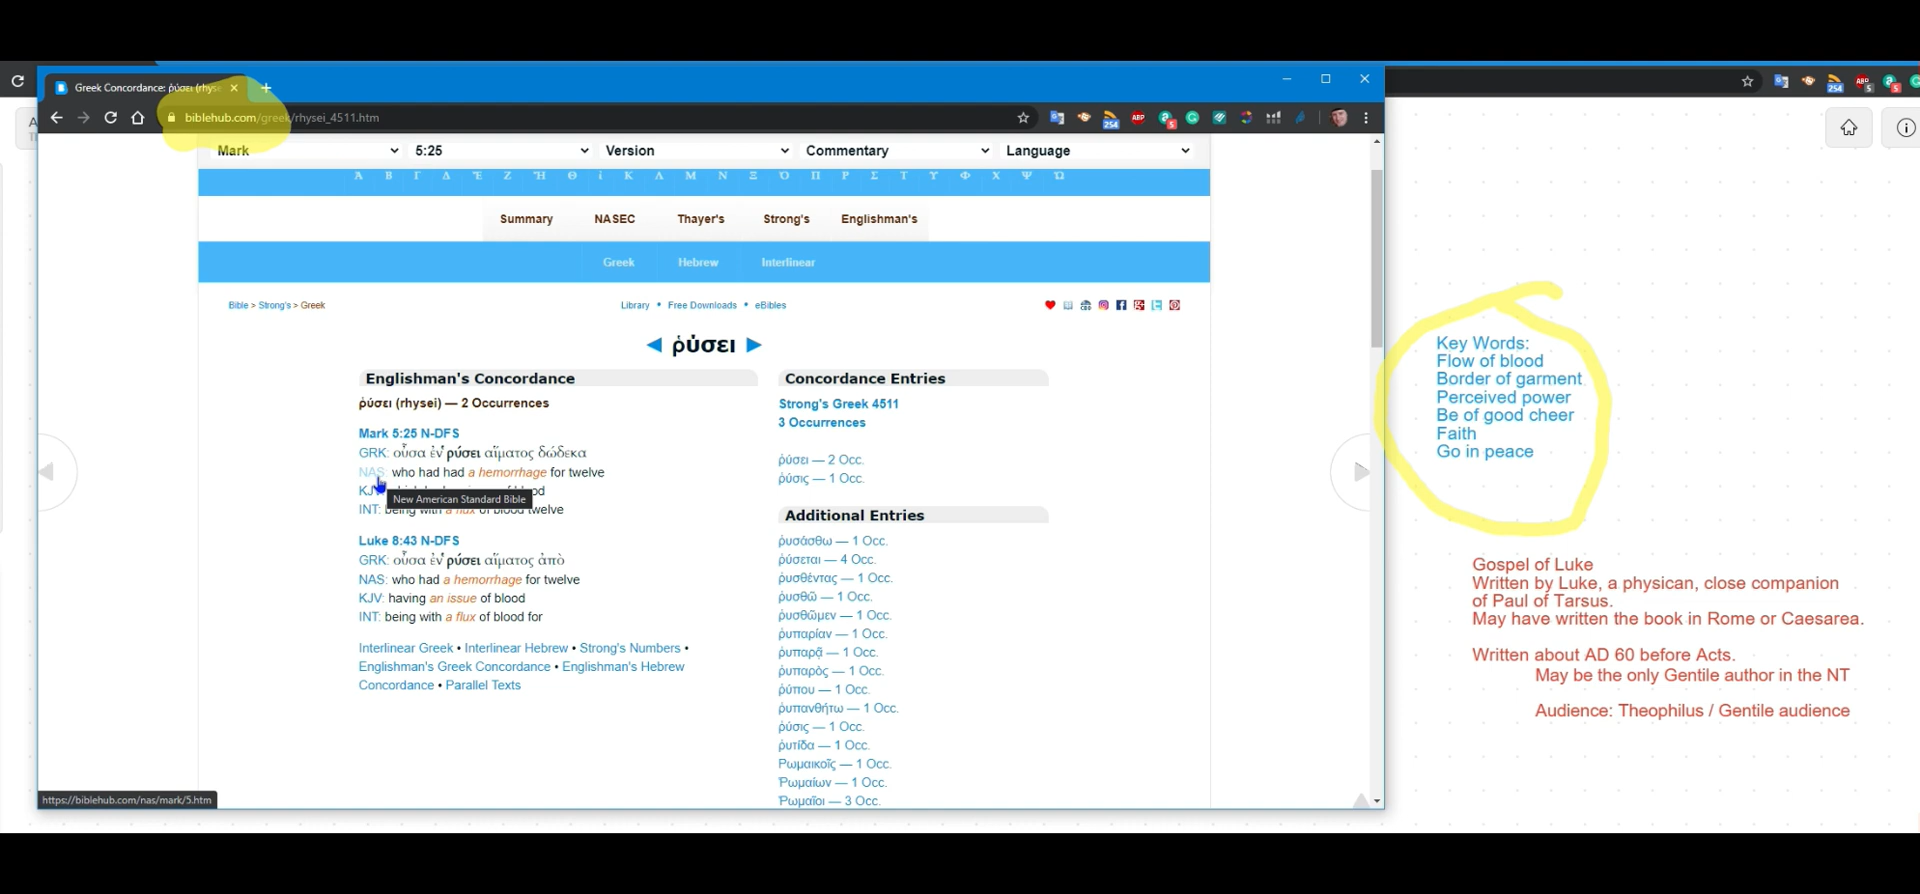 Greek Concordance: ῥύσει (rhyse
biblehub.com/greek/rhysei_4511.htm
254
ABP
5
254
ABP
5
5
Mark 5:25 Version Commentary Language
Α Β Γ Δ Ἐ Ζ Ἡ Θ ἰ Κ Λ Μ Ν Ξ Ὀ Π Ρ Σ Τ Υ Φ Χ Ψ Ὡ
Summary NASEC Thayer's Strong's Englishman's
Greek Hebrew Interlinear
Bible > Strong's > Greek
Library • Free Downloads • eBibles
◄ ῥύσει ►
Englishman's Concordance
ῥύσει (rhysei) — 2 Occurrences
Mark 5:25 N-DFS
GRK: οὖσα ἐν ῥύσει αἵματος δώδεκα
NAS: who had had a hemorrhage for twelve
KJV:
New American Standard Bible
INT: being with a flux of blood twelve
Luke 8:43 N-DFS
GRK: οὖσα ἐν ῥύσει αἵματος ἀπὸ
NAS: who had a hemorrhage for twelve
KJV: having an issue of blood
INT: being with a flux of blood for
Interlinear Greek • Interlinear Hebrew • Strong's Numbers •
Englishman's Greek Concordance • Englishman's Hebrew
Concordance • Parallel Texts
Concordance Entries
Strong's Greek 4511
3 Occurrences
ῥύσει — 2 Occ.
ῥύσις — 1 Occ.
Additional Entries
ῥυσάσθω — 1 Occ.
ῥύσεται — 4 Occ.
ῥυσθέντας — 1 Occ.
ῥυσθῶ — 1 Occ.
ῥυσθῶμεν — 1 Occ.
ῥυπαρίαν — 1 Occ.
ῥυπαρᾷ — 1 Occ.
ῥυπαρὸς — 1 Occ.
ῥύπου — 1 Occ.
ῥυπανθήτω — 1 Occ.
ῥύσις — 1 Occ.
ῥυτίδα — 1 Occ.
Ρωμαικοῖς — 1 Occ.
Ῥωμαίων — 1 Occ.
Ῥωμαῖοι — 3 Occ.
https://biblehub.com/nas/mark/5.htm
Key Words:
Flow of blood
Border of garment
Perceived power
Be of good cheer
Faith
Go in peace
Gospel of Luke
Written by Luke, a physican, close companion
of Paul of Tarsus.
May have written the book in Rome or Caesarea.
Written about AD 60 before Acts.
May be the only Gentile author in the NT
Audience: Theophilus / Gentile audience